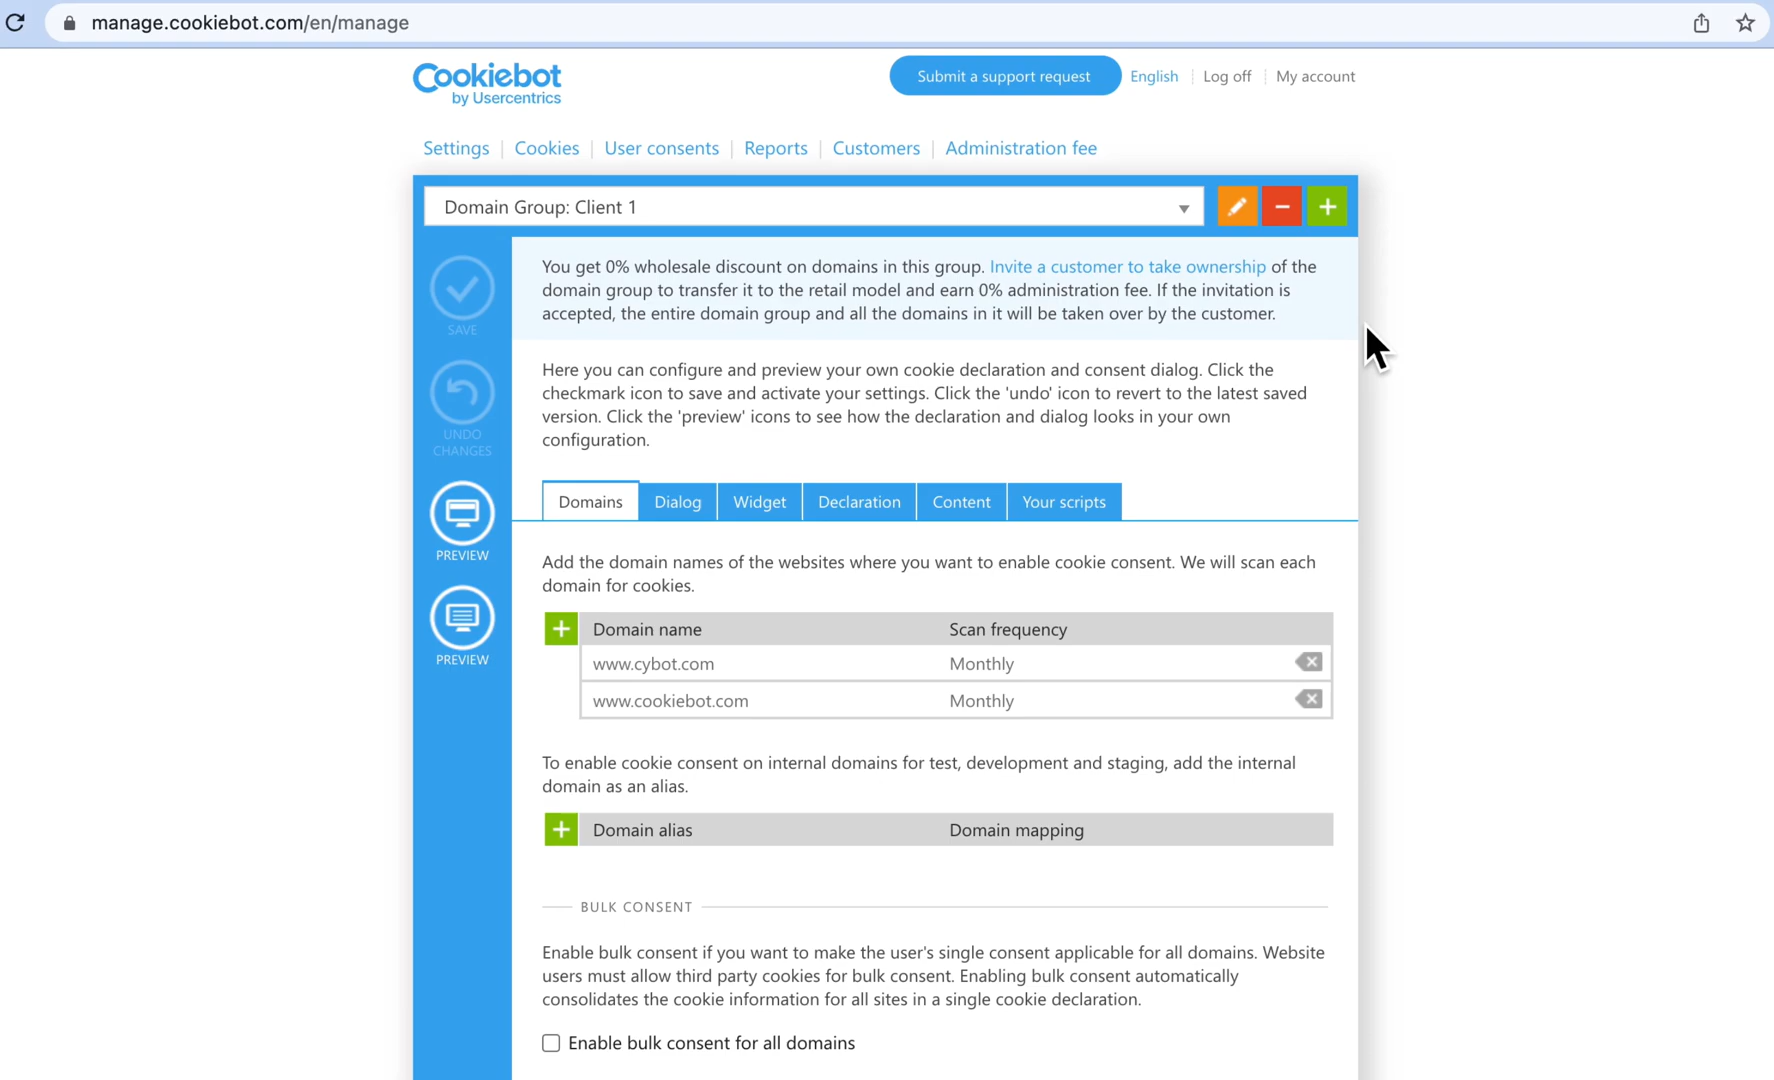 manage.cookiebot.com/en/manage
Cookiebot
by Usercentrics
Submit a support request
English
Log off
My account
Settings
Cookies
User consents
Reports
Customers
Administration fee
Domain Group: Client 1
SAVE
UNDO
CHANGES
PREVIEW
PREVIEW
You get 0% wholesale discount on domains in this group. Invite a customer to take ownership of the
domain group to transfer it to the retail model and earn 0% administration fee. If the invitation is
accepted, the entire domain group and all the domains in it will be taken over by the customer.
Here you can configure and preview your own cookie declaration and consent dialog. Click the
checkmark icon to save and activate your settings. Click the 'undo' icon to revert to the latest saved
version. Click the 'preview' icons to see how the declaration and dialog looks in your own
configuration.
Domains
Dialog
Widget
Declaration
Content
Your scripts
Add the domain names of the websites where you want to enable cookie consent. We will scan each
domain for cookies.
Domain name
Scan frequency
www.cybot.com
Monthly
www.cookiebot.com
Monthly
To enable cookie consent on internal domains for test, development and staging, add the internal
domain as an alias.
Domain alias
Domain mapping
BULK CONSENT
Enable bulk consent if you want to make the user's single consent applicable for all domains. Website
users must allow third party cookies for bulk consent. Enabling bulk consent automatically
consolidates the cookie information for all sites in a single cookie declaration.
Enable bulk consent for all domains